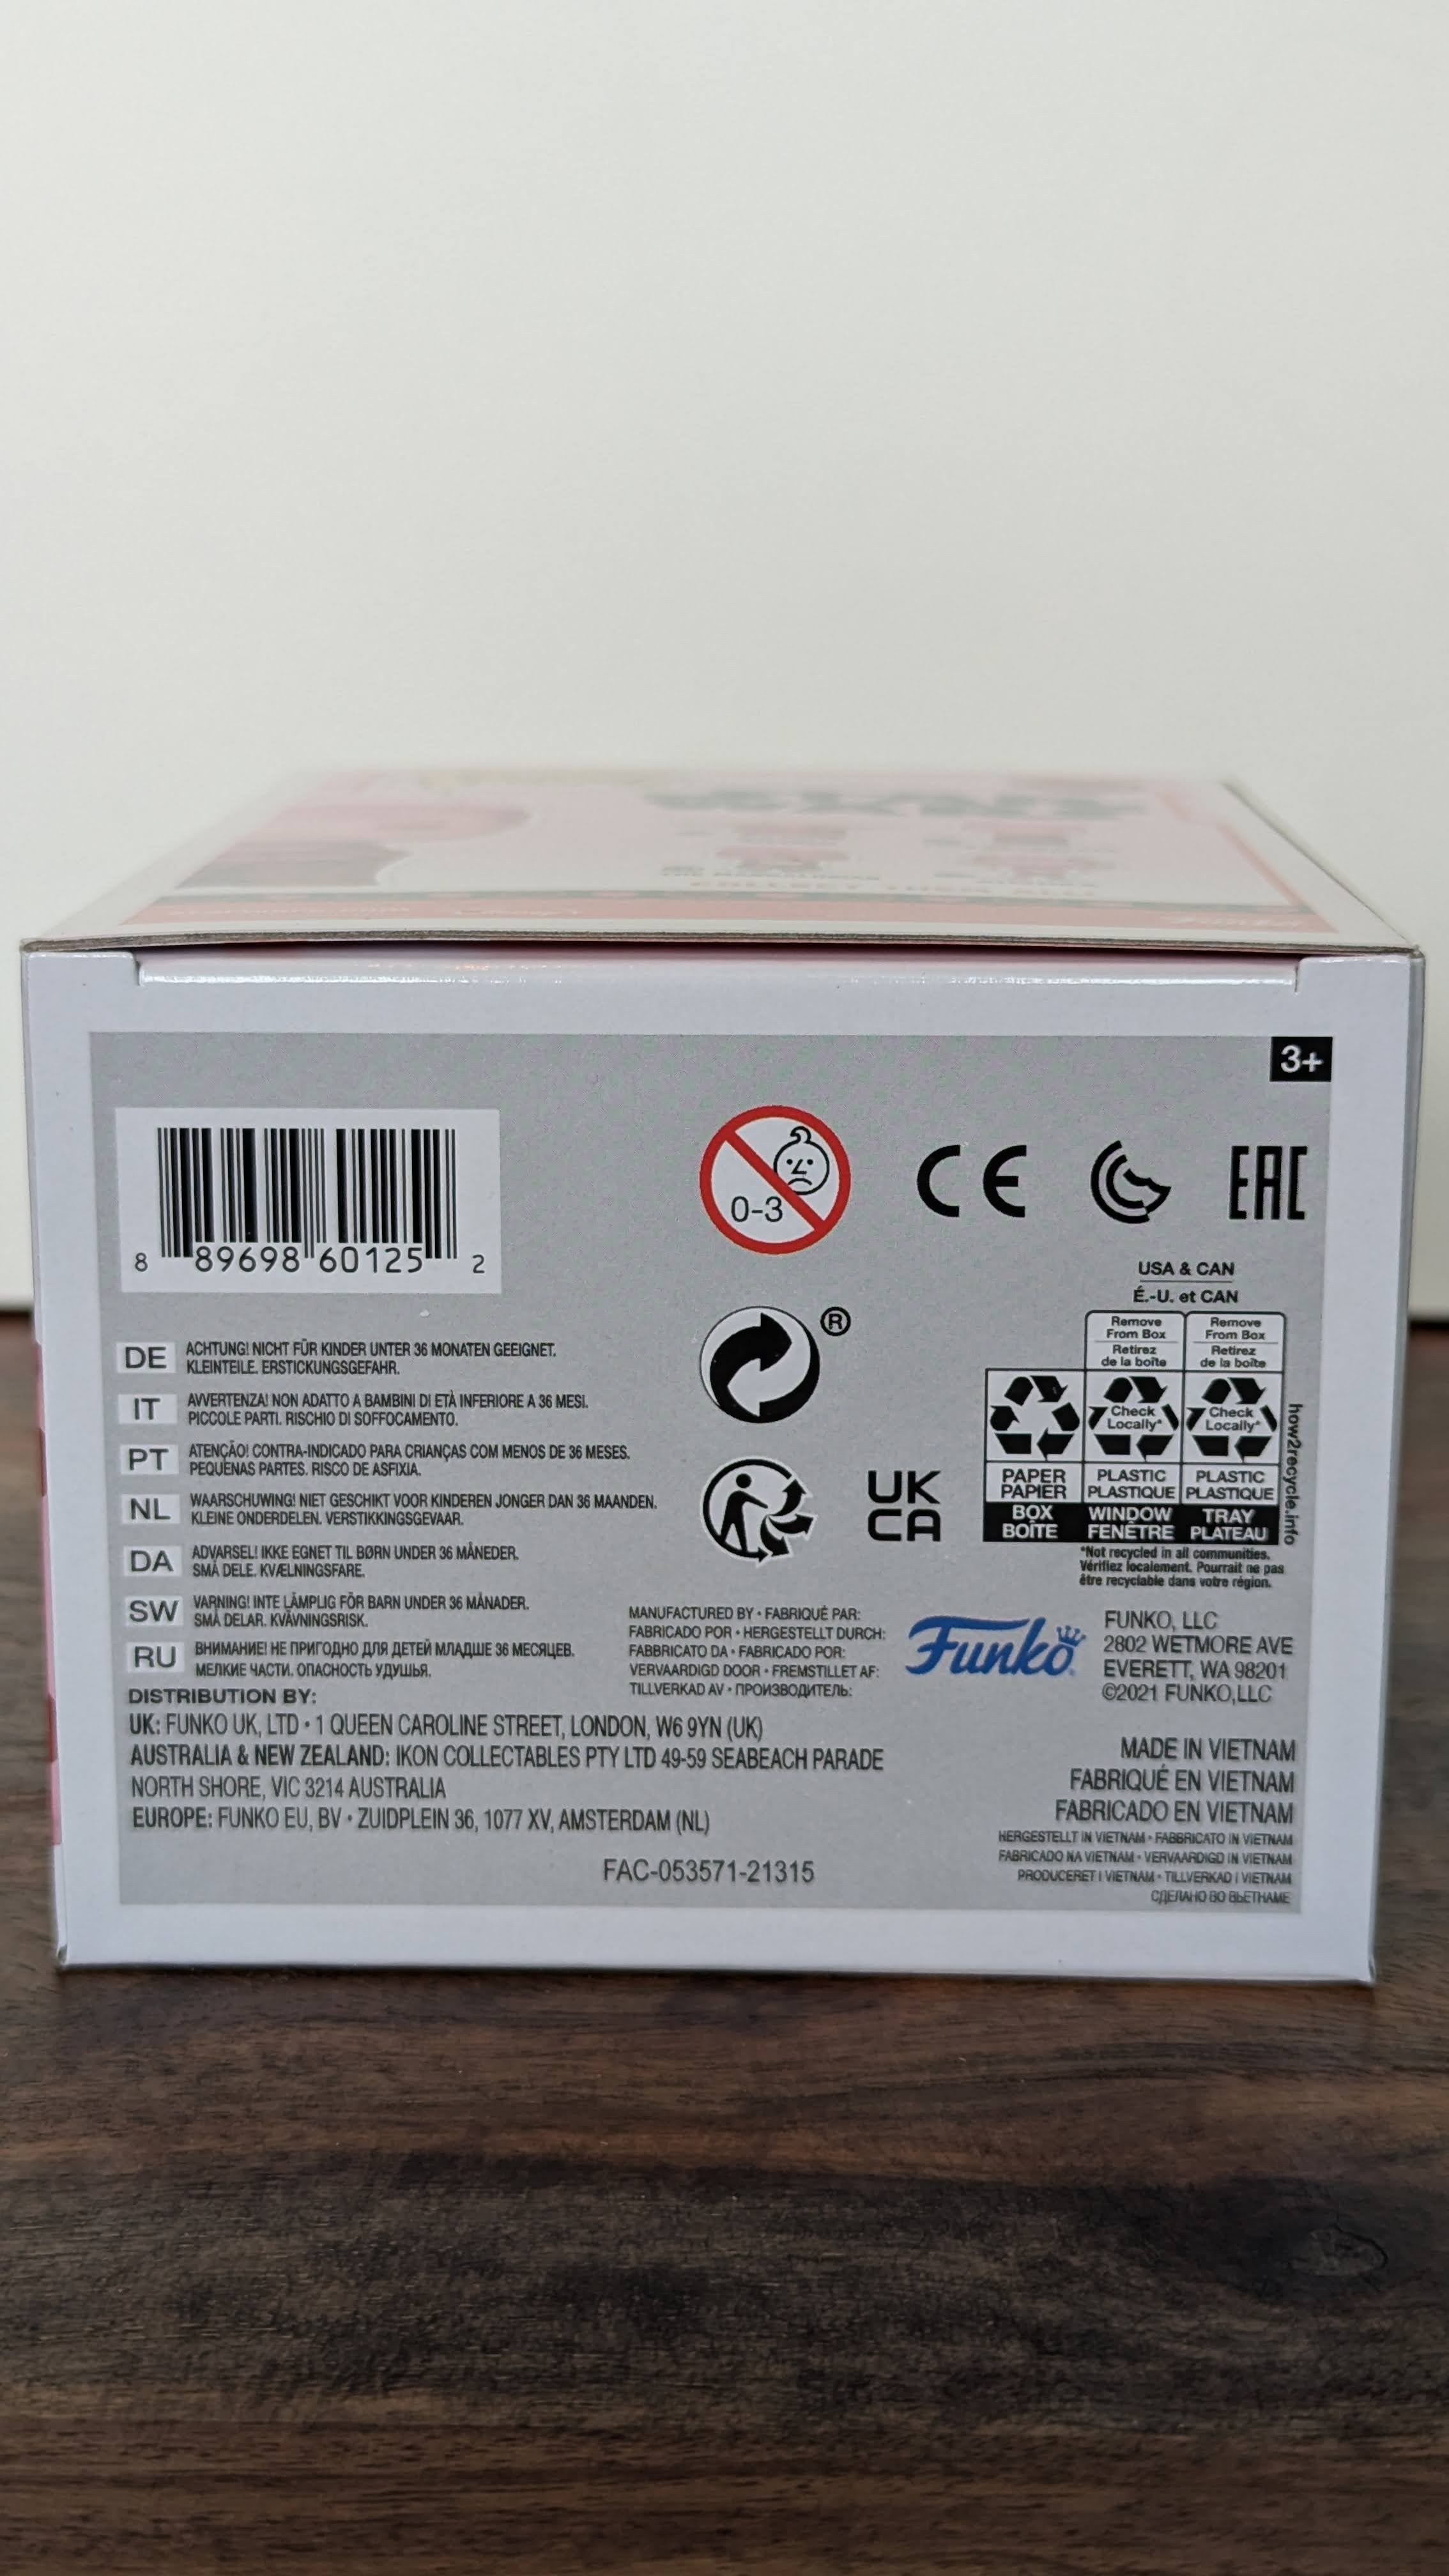 3+
8 89698 60125 2
0-3
CE
EAC
USA & CAN
É.-U. et CAN
Remove
From Box
Retirez
de la boîte
Remove
From Box
Retirez
de la boîte
Check
Locally*
Check
Locally*
PAPER
PAPIER
PLASTIC
PLASTIQUE
PLASTIC
PLASTIQUE
BOX
BOÎTE
WINDOW
FENÊTRE
TRAY
PLATEAU
how2recycle.info
*Not recycled in all communities.
Vérifiez localement. Pourrait ne pas
être recyclable dans votre région.
®
UK
CA
DE ACHTUNG! NICHT FÜR KINDER UNTER 36 MONATEN GEEIGNET.
KLEINTEILE. ERSTICKUNGSGEFAHR.
IT AVVERTENZA! NON ADATTO A BAMBINI DI ETÀ INFERIORE A 36 MESI.
PICCOLE PARTI. RISCHIO DI SOFFOCAMENTO.
PT ATENÇÃO! CONTRA-INDICADO PARA CRIANÇAS COM MENOS DE 36 MESES.
PEQUENAS PARTES. RISCO DE ASFIXIA.
NL WAARSCHUWING! NIET GESCHIKT VOOR KINDEREN JONGER DAN 36 MAANDEN.
KLEINE ONDERDELEN. VERSTIKKINGSGEVAAR.
DA ADVARSEL! IKKE EGNET TIL BØRN UNDER 36 MÅNEDER.
SMÅ DELE. KVÆLNINGSFARE.
SW VARNING! INTE LÄMPLIG FÖR BARN UNDER 36 MÅNADER.
SMÅ DELAR. KVÄVNINGSRISK.
RU ВНИМАНИЕ! НЕ ПРИГОДНО ДЛЯ ДЕТЕЙ МЛАДШЕ 36 МЕСЯЦЕВ.
МЕЛКИЕ ЧАСТИ. ОПАСНОСТЬ УДУШЬЯ.
MANUFACTURED BY • FABRIQUÉ PAR:
FABRICADO POR • HERGESTELLT DURCH:
FABBRICATO DA • FABRICADO POR:
VERVAARDIGD DOOR • FREMSTILLET AF:
TILLVERKAD AV • ПРОИЗВОДИТЕЛЬ:
Funko
FUNKO, LLC
2802 WETMORE AVE
EVERETT, WA 98201
©2021 FUNKO,LLC
DISTRIBUTION BY:
UK: FUNKO UK, LTD • 1 QUEEN CAROLINE STREET, LONDON, W6 9YN (UK)
AUSTRALIA & NEW ZEALAND: IKON COLLECTABLES PTY LTD 49-59 SEABEACH PARADE
NORTH SHORE, VIC 3214 AUSTRALIA
EUROPE: FUNKO EU, BV • ZUIDPLEIN 36, 1077 XV, AMSTERDAM (NL)
FAC-053571-21315
MADE IN VIETNAM
FABRIQUÉ EN VIETNAM
FABRICADO EN VIETNAM
HERGESTELLT IN VIETNAM • FABBRICATO IN VIETNAM
FABRICADO NA VIETNAM • VERVAARDIGD IN VIETNAM
PRODUCERET I VIETNAM • TILLVERKAD I VIETNAM
СДЕЛАНО ВО ВЬЕТНАМЕ